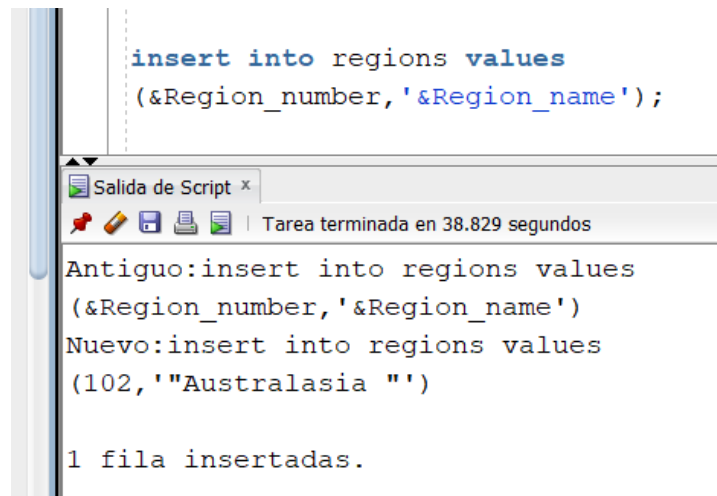 insert into regions values
(&Region_number,'&Region_name');
Salida de Script x
Tarea terminada en 38.829 segundos
Antiguo:insert into regions values
(&Region_number,'&Region_name')
Nuevo:insert into regions values
(102,'"Australasia "')
1 fila insertadas.